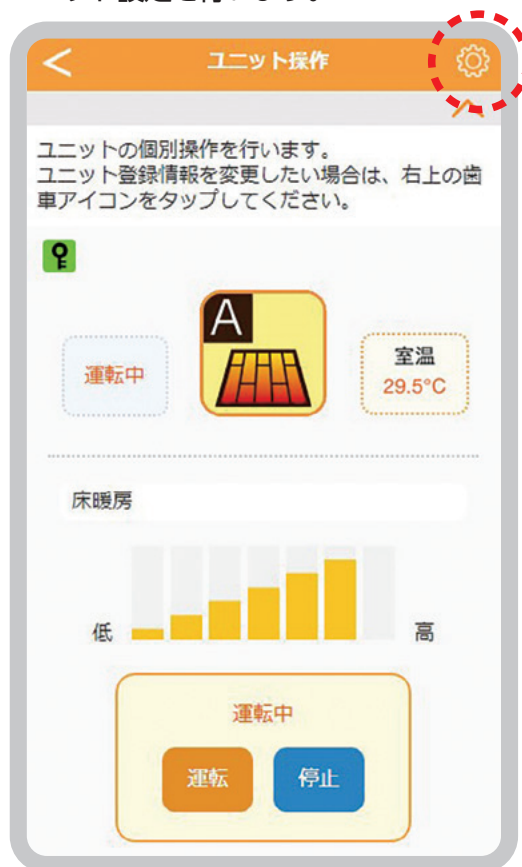 ユニット操作
ユニットの個別操作を行います。
ユニット登録情報を変更したい場合は、右上の歯
車アイコンをタップしてください。
A
運転中
室温
29.5°C
床暖房
低
高
運転中
運転
停止